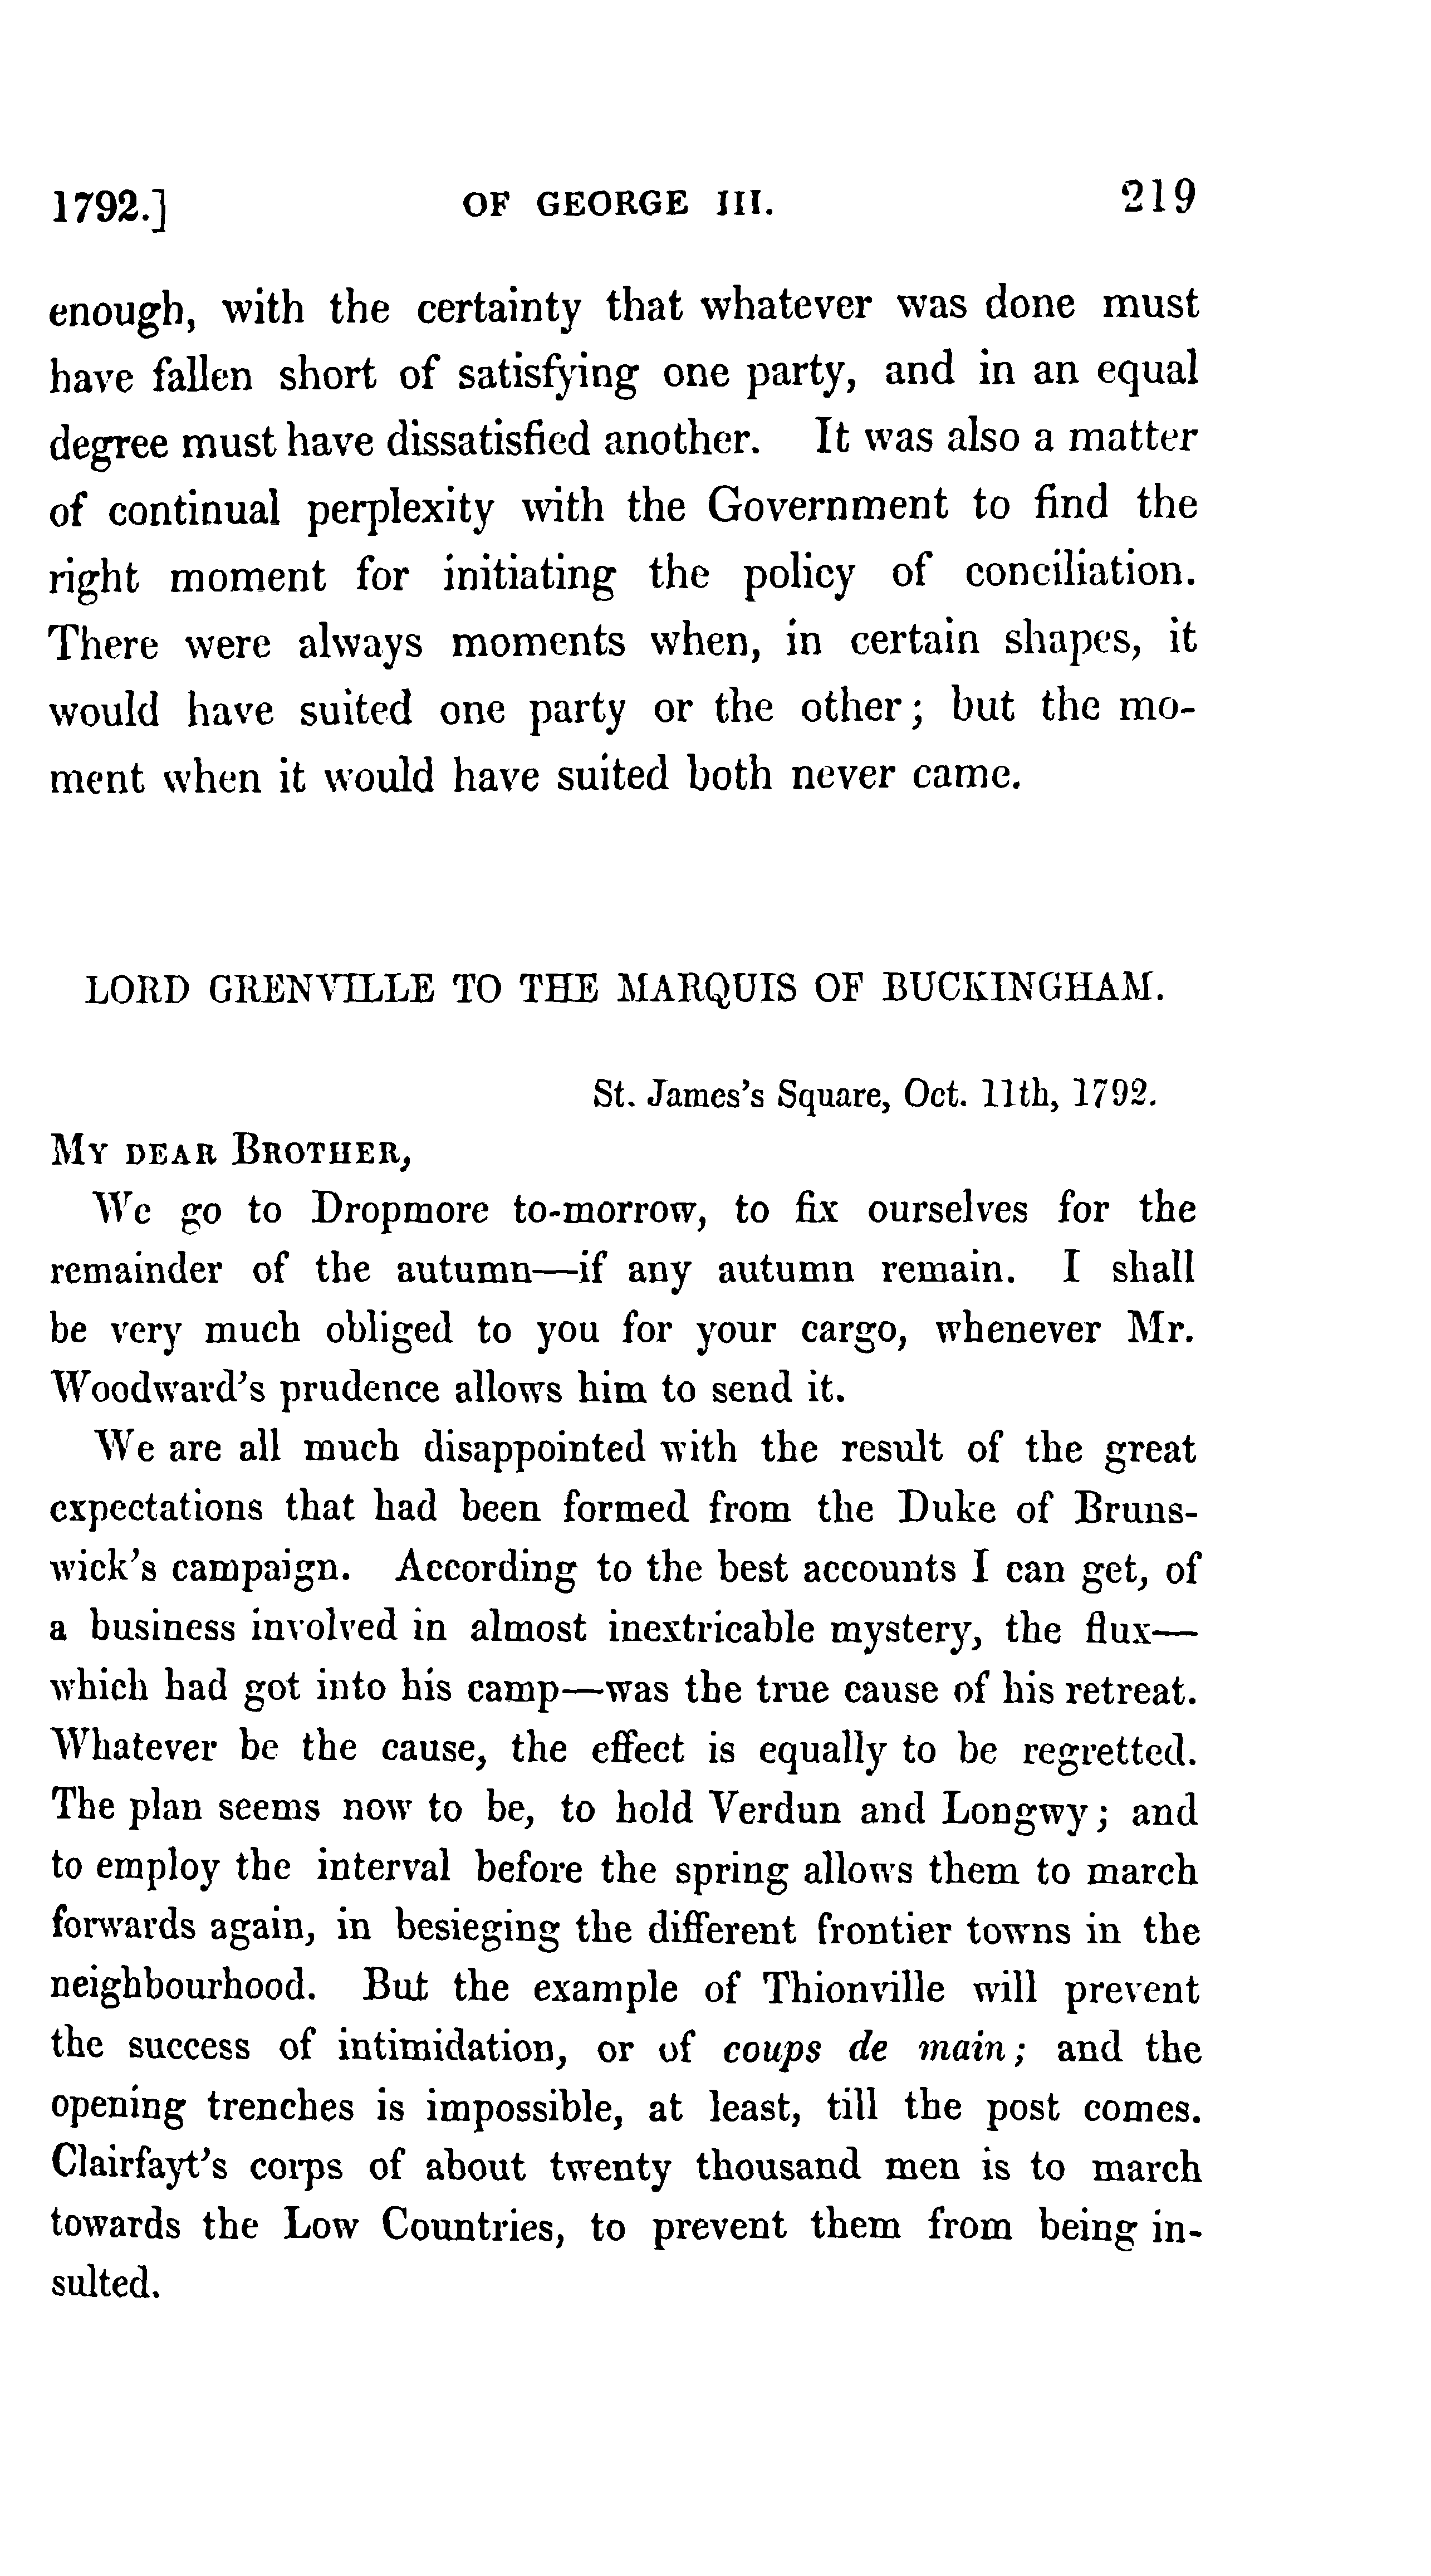 1792.] OF GEORGE III. 219
enough, with the certainty that whatever was done must
have fallen short of satisfying one party, and in an equal
degree must have dissatisfied another. It was also a matter
of continual perplexity with the Government to find the
right moment for initiating the policy of conciliation.
There were always moments when, in certain shapes, it
would have suited one party or the other; but the mo-
ment when it would have suited both never came.
LORD GRENVILLE TO THE MARQUIS OF BUCKINGHAM.
St. James's Square, Oct. 11th, 1792.
MY DEAR BROTHER,
We go to Dropmore to-morrow, to fix ourselves for the
remainder of the autumn—if any autumn remain. I shall
be very much obliged to you for your cargo, whenever Mr.
Woodward's prudence allows him to send it.
We are all much disappointed with the result of the great
expectations that had been formed from the Duke of Bruns-
wick's campaign. According to the best accounts I can get, of
a business involved in almost inextricable mystery, the flux—
which had got into his camp—was the true cause of his retreat.
Whatever be the cause, the effect is equally to be regretted.
The plan seems now to be, to hold Verdun and Longwy; and
to employ the interval before the spring allows them to march
forwards again, in besieging the different frontier towns in the
neighbourhood. But the example of Thionville will prevent
the success of intimidation, or of coups de main; and the
opening trenches is impossible, at least, till the post comes.
Clairfayt's corps of about twenty thousand men is to march
towards the Low Countries, to prevent them from being in-
sulted.